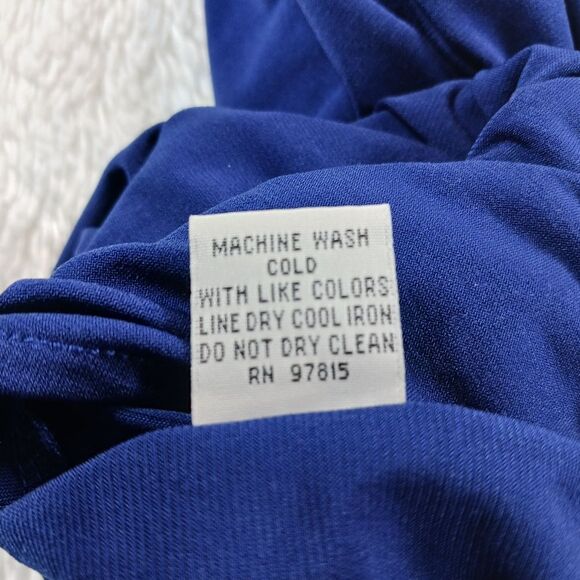 MACHINE WASH
COLD
WITH LIKE COLORS
LINE DRY COOL IRON
DO NOT DRY CLEAN
RN 97815